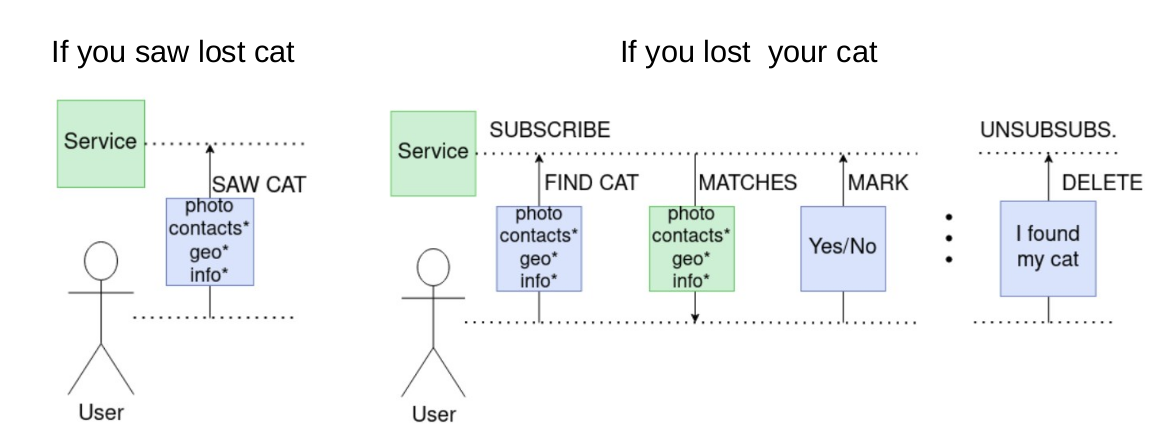 If you saw lost cat
Service
SAW CAT
photo
contacts*
geo*
info*
User
If you lost  your cat
Service
SUBSCRIBE
FIND CAT
photo
contacts*
geo*
info*
MATCHES
photo
contacts*
geo*
info*
MARK
Yes/No
UNSUBSUBS.
DELETE
I found
my cat
User